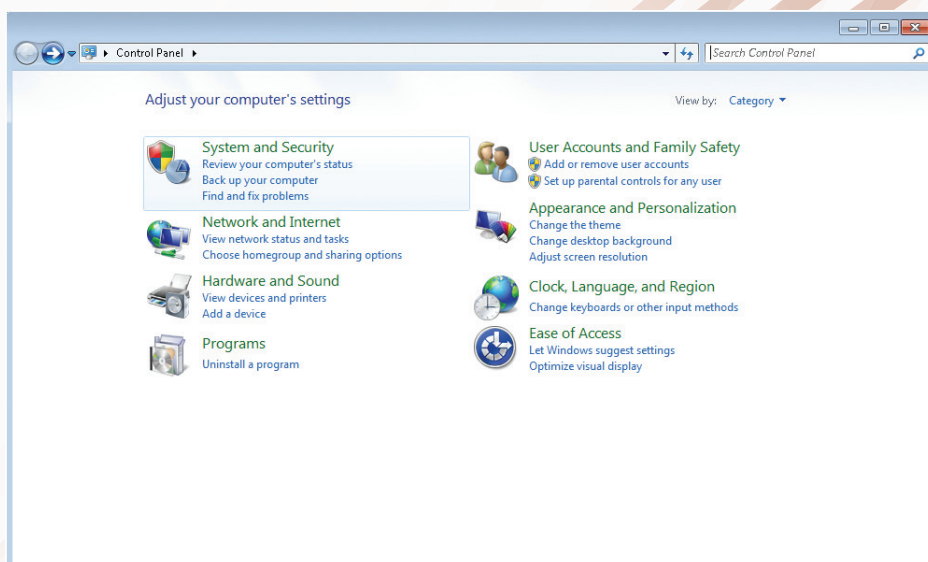 Control Panel
Search Control Panel
Adjust your computer's settings
View by: Category
System and Security
Review your computer's status
Back up your computer
Find and fix problems
Network and Internet
View network status and tasks
Choose homegroup and sharing options
Hardware and Sound
View devices and printers
Add a device
Programs
Uninstall a program
User Accounts and Family Safety
Add or remove user accounts
Set up parental controls for any user
Appearance and Personalization
Change the theme
Change desktop background
Adjust screen resolution
Clock, Language, and Region
Change keyboards or other input methods
Ease of Access
Let Windows suggest settings
Optimize visual display